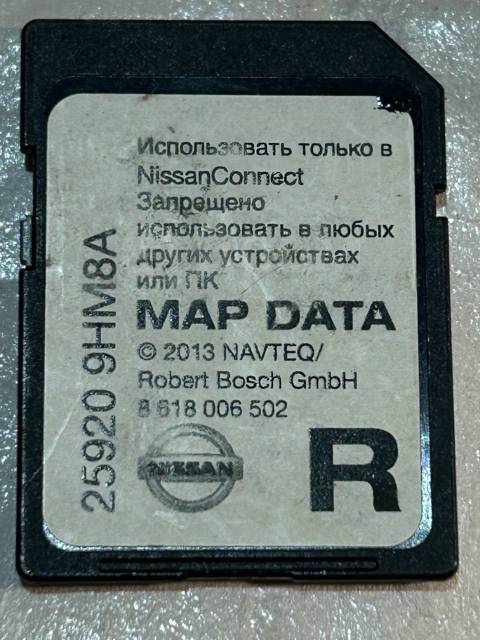 Использовать только в
NissanConnect
Запрещено
использовать в любых
других устройствах
или ПК
MAP DATA
© 2013 NAVTEQ/
Robert Bosch GmbH
8 618 006 502
NISSAN
R
25920 9HM8A